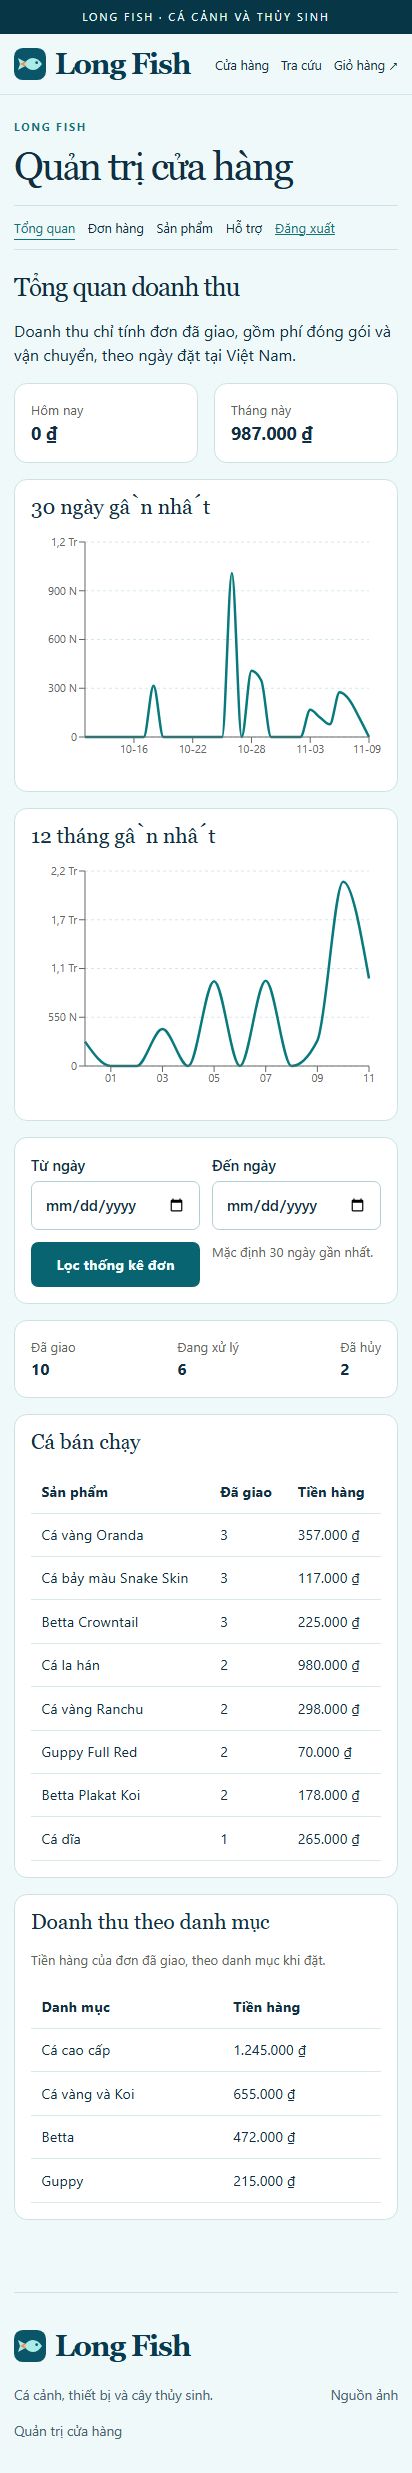 LONG FISH · CÁ CẢNH VÀ THỦY SINH
Long Fish Cửa hàng Tra cứu Giỏ hàng ↗
LONG FISH
Quản trị cửa hàng
Tổng quan Đơn hàng Sản phẩm Hỗ trợ Đăng xuất
Tổng quan doanh thu
Doanh thu chỉ tính đơn đã giao, gồm phí đóng gói và
vận chuyển, theo ngày đặt tại Việt Nam.
Hôm nay Tháng này
0 ₫ 987.000 ₫
30 ngày gần nhất
1,2 Tr
900 N
600 N
300 N
0
10-16 10-22 10-28 11-03 11-09
12 tháng gần nhất
2,2 Tr
1,7 Tr
1,1 Tr
550 N
0
01 03 05 07 09 11
Từ ngày Đến ngày
mm/dd/yyyy mm/dd/yyyy
Lọc thống kê đơn Mặc định 30 ngày gần nhất.
Đã giao Đang xử lý Đã hủy
10 6 2
Cá bán chạy
Sản phẩm Đã giao Tiền hàng
Cá vàng Oranda 3 357.000 ₫
Cá bảy màu Snake Skin 3 117.000 ₫
Betta Crowntail 3 225.000 ₫
Cá la hán 2 980.000 ₫
Cá vàng Ranchu 2 298.000 ₫
Guppy Full Red 2 70.000 ₫
Betta Plakat Koi 2 178.000 ₫
Cá dĩa 1 265.000 ₫
Doanh thu theo danh mục
Tiền hàng của đơn đã giao, theo danh mục khi đặt.
Danh mục Tiền hàng
Cá cao cấp 1.245.000 ₫
Cá vàng và Koi 655.000 ₫
Betta 472.000 ₫
Guppy 215.000 ₫
Long Fish
Cá cảnh, thiết bị và cây thủy sinh. Nguồn ảnh
Quản trị cửa hàng